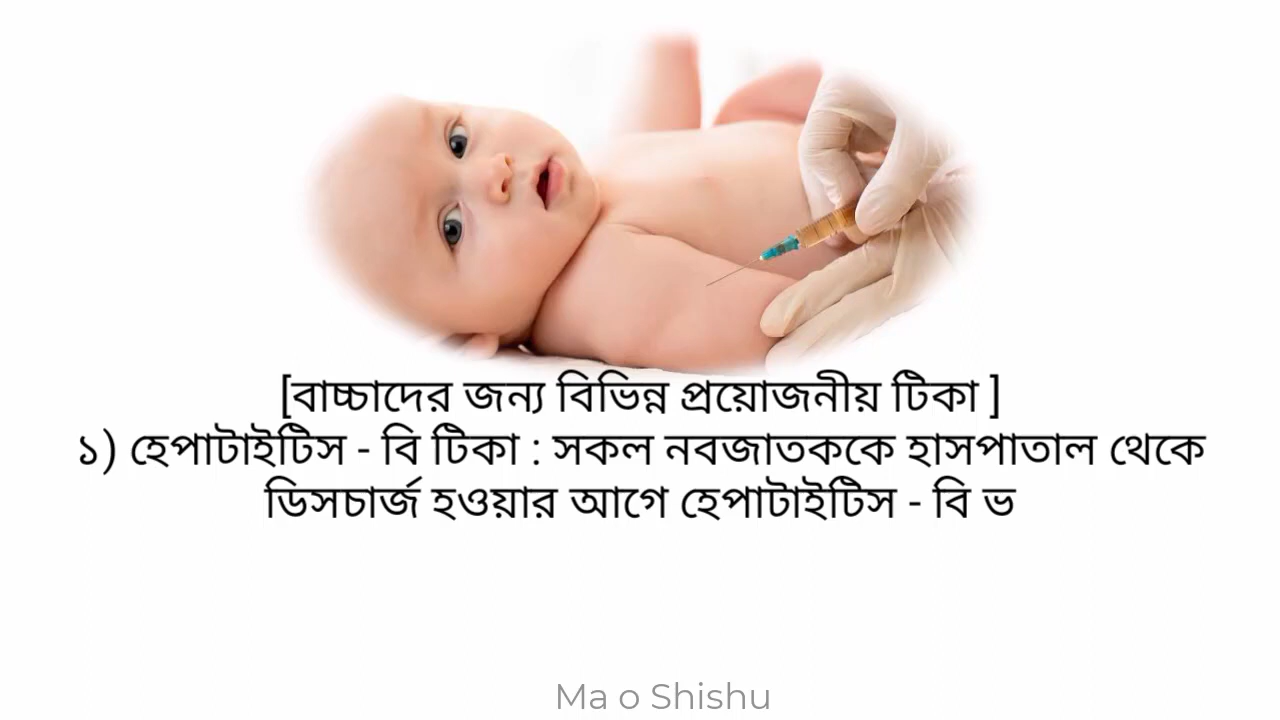 [বাচ্চাদের জন্য বিভিন্ন প্রয়োজনীয় টিকা ]
১) হেপাটাইটিস - বি টিকা : সকল নবজাতককে হাসপাতাল থেকে
ডিসচার্জ হওয়ার আগে হেপাটাইটিস - বি ভ
Ma o Shishu